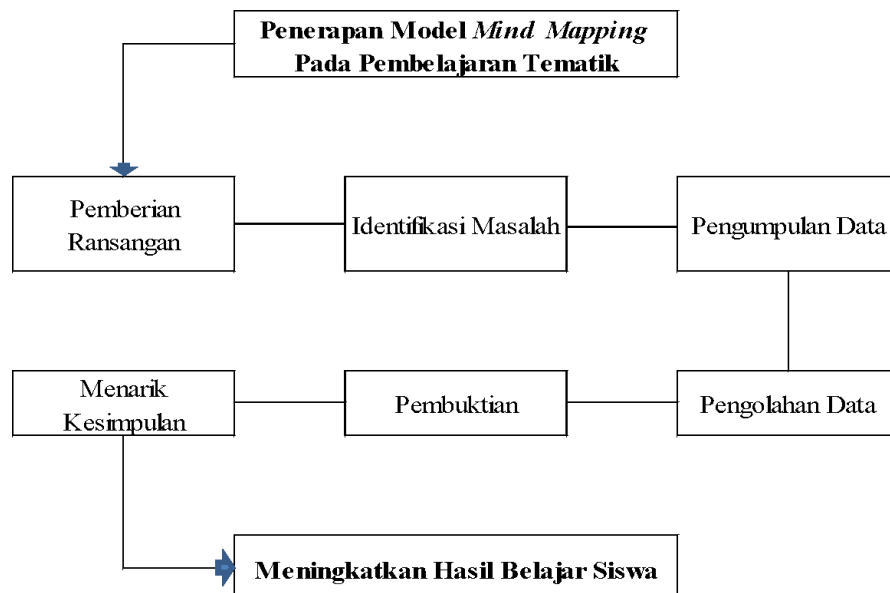 Penerapan Model Mind Mapping
Pada Pembelajaran Tematik
Pemberian
Ransangan
Identifikasi Masalah
Pengumpulan Data
Menarik
Kesimpulan
Pembuktian
Pengolahan Data
Meningkatkan Hasil Belajar Siswa